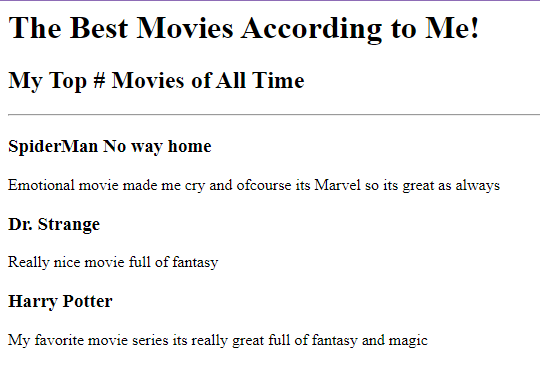 The Best Movies According to Me!
My Top # Movies of All Time
SpiderMan No way home
Emotional movie made me cry and ofcourse its Marvel so its great as always
Dr. Strange
Really nice movie full of fantasy
Harry Potter
My favorite movie series its really great full of fantasy and magic